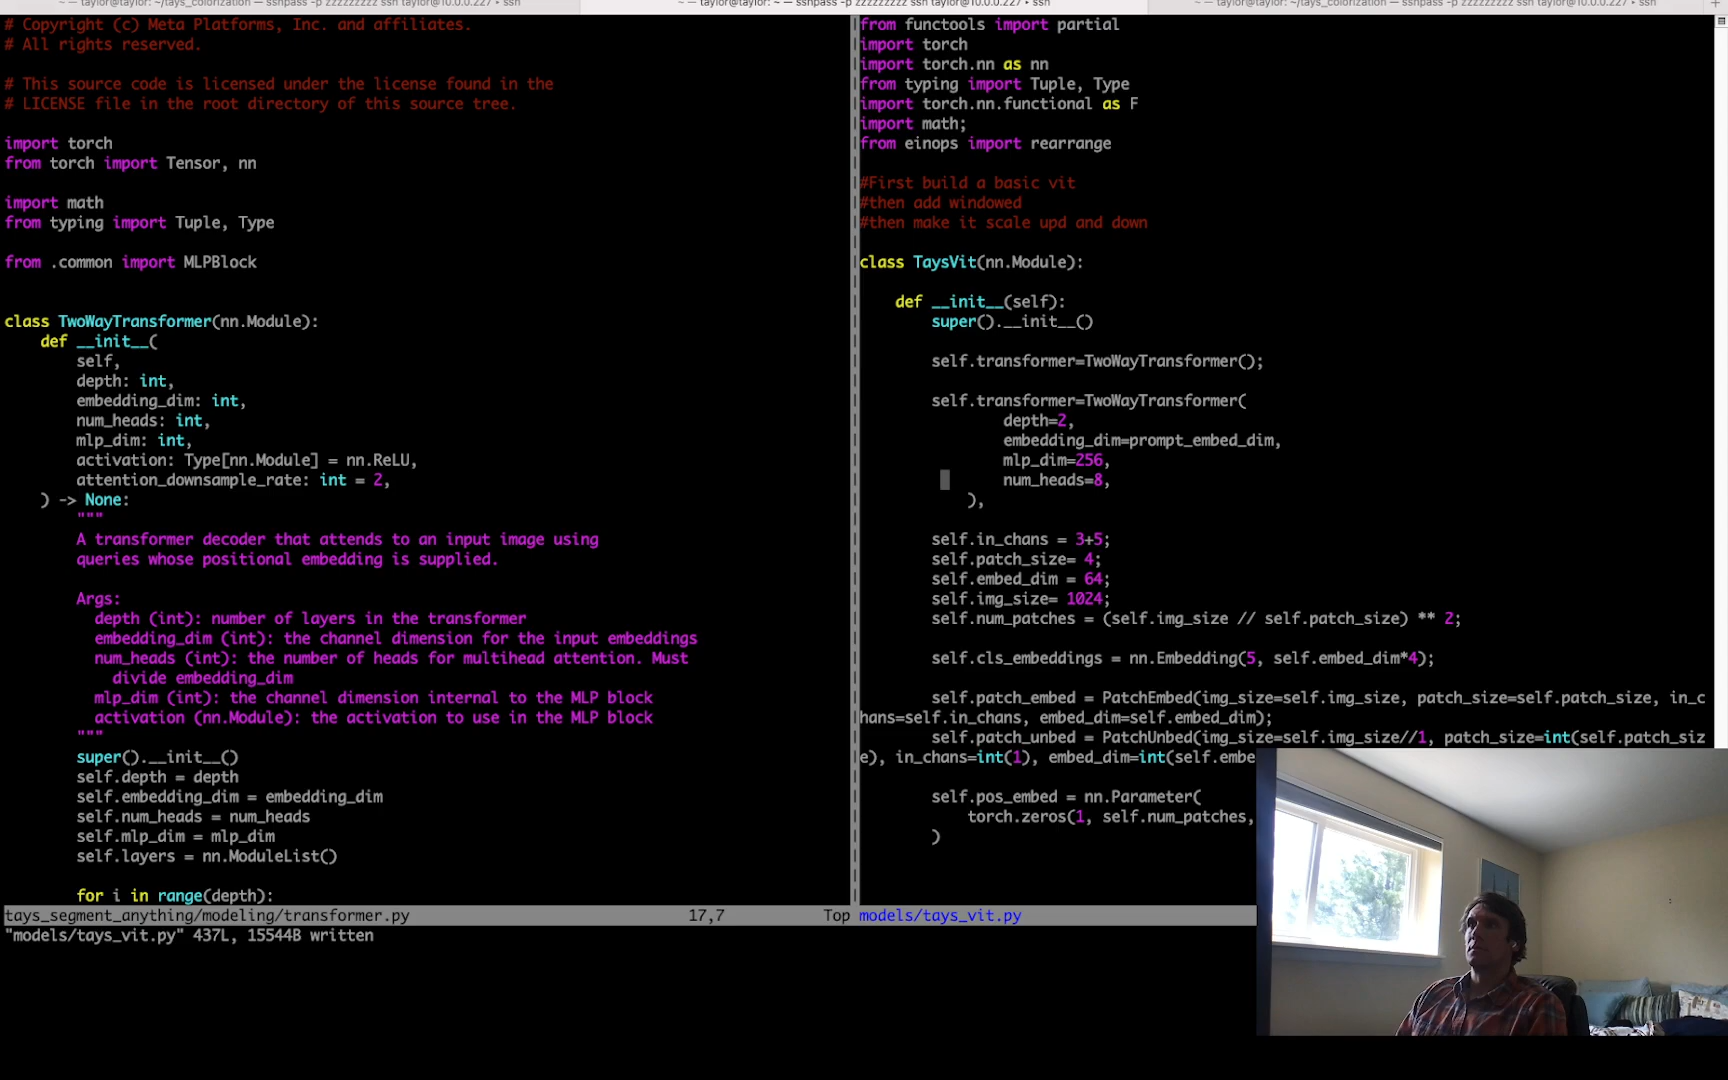 ~ — taylor@taylor: ~/tays_colorization — sshpass -p zzzzzzzzz ssh taylor@10.0.0.227 • ssh
~ — taylor@taylor: ~ — sshpass -p zzzzzzzzz ssh taylor@10.0.0.227 • ssh
~ — taylor@taylor: ~/tays_colorization — sshpass -p zzzzzzzzz ssh taylor@10.0.0.227 • ssh
# Copyright (c) Meta Platforms, Inc. and affiliates.
# All rights reserved.
# This source code is licensed under the license found in the
# LICENSE file in the root directory of this source tree.
import torch
from torch import Tensor, nn
import math
from typing import Tuple, Type
from .common import MLPBlock
class TwoWayTransformer(nn.Module):
def __init__(
self,
depth: int,
embedding_dim: int,
num_heads: int,
mlp_dim: int,
activation: Type[nn.Module] = nn.ReLU,
attention_downsample_rate: int = 2,
) -> None:
"""
A transformer decoder that attends to an input image using
queries whose positional embedding is supplied.
Args:
depth (int): number of layers in the transformer
embedding_dim (int): the channel dimension for the input embeddings
num_heads (int): the number of heads for multihead attention. Must
divide embedding_dim
mlp_dim (int): the channel dimension internal to the MLP block
activation (nn.Module): the activation to use in the MLP block
"""
super().__init__()
self.depth = depth
self.embedding_dim = embedding_dim
self.num_heads = num_heads
self.mlp_dim = mlp_dim
self.layers = nn.ModuleList()
for i in range(depth):
tays_segment_anything/modeling/transformer.py 17,7 Top
"models/tays_vit.py" 437L, 15544B written
from functools import partial
import torch
import torch.nn as nn
from typing import Tuple, Type
import torch.nn.functional as F
import math;
from einops import rearrange
#First build a basic vit
#then add windowed
#then make it scale upd and down
class TaysVit(nn.Module):
def __init__(self):
super().__init__()
self.transformer=TwoWayTransformer();
self.transformer=TwoWayTransformer(
depth=2,
embedding_dim=prompt_embed_dim,
mlp_dim=256,
num_heads=8,
),
self.in_chans = 3+5;
self.patch_size= 4;
self.embed_dim = 64;
self.img_size= 1024;
self.num_patches = (self.img_size // self.patch_size) ** 2;
self.cls_embeddings = nn.Embedding(5, self.embed_dim*4);
self.patch_embed = PatchEmbed(img_size=self.img_size, patch_size=self.patch_size, in_c
hans=self.in_chans, embed_dim=self.embed_dim);
self.patch_unbed = PatchUnbed(img_size=self.img_size//1, patch_size=int(self.patch_siz
e), in_chans=int(1), embed_dim=int(self.embe
self.pos_embed = nn.Parameter(
torch.zeros(1, self.num_patches,
)
models/tays_vit.py